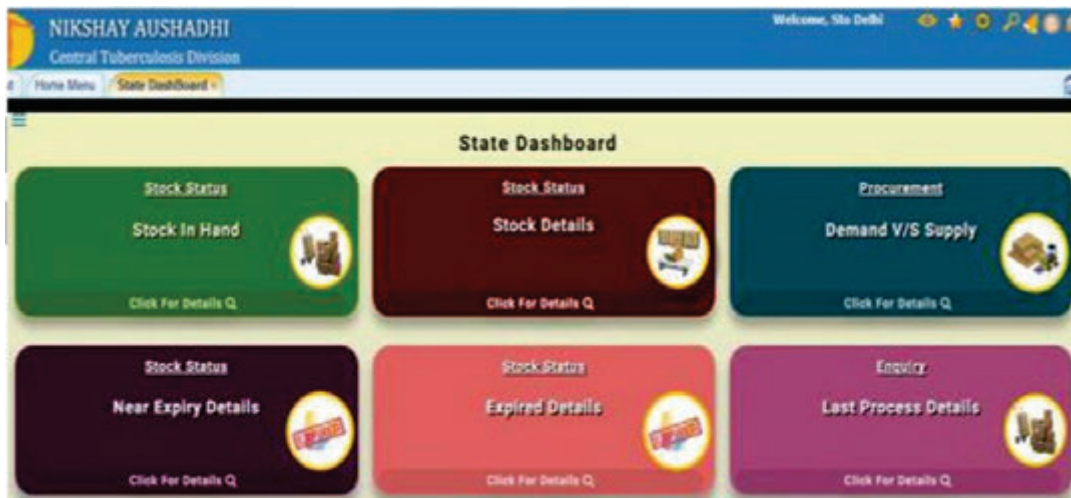 NIKSHAY AUSHADHI
Welcome, Sto Delhi
Central Tuberculosis Division
Home Menu
State DashBoard
State Dashboard
Stock Status
Stock In Hand
Click For Details
Stock Status
Stock Details
Click For Details
Procurement
Demand V/S Supply
Click For Details
Stock Status
Near Expiry Details
Click For Details
Stock Status
Expired Details
Click For Details
Enquiry
Last Process Details
Click For Details